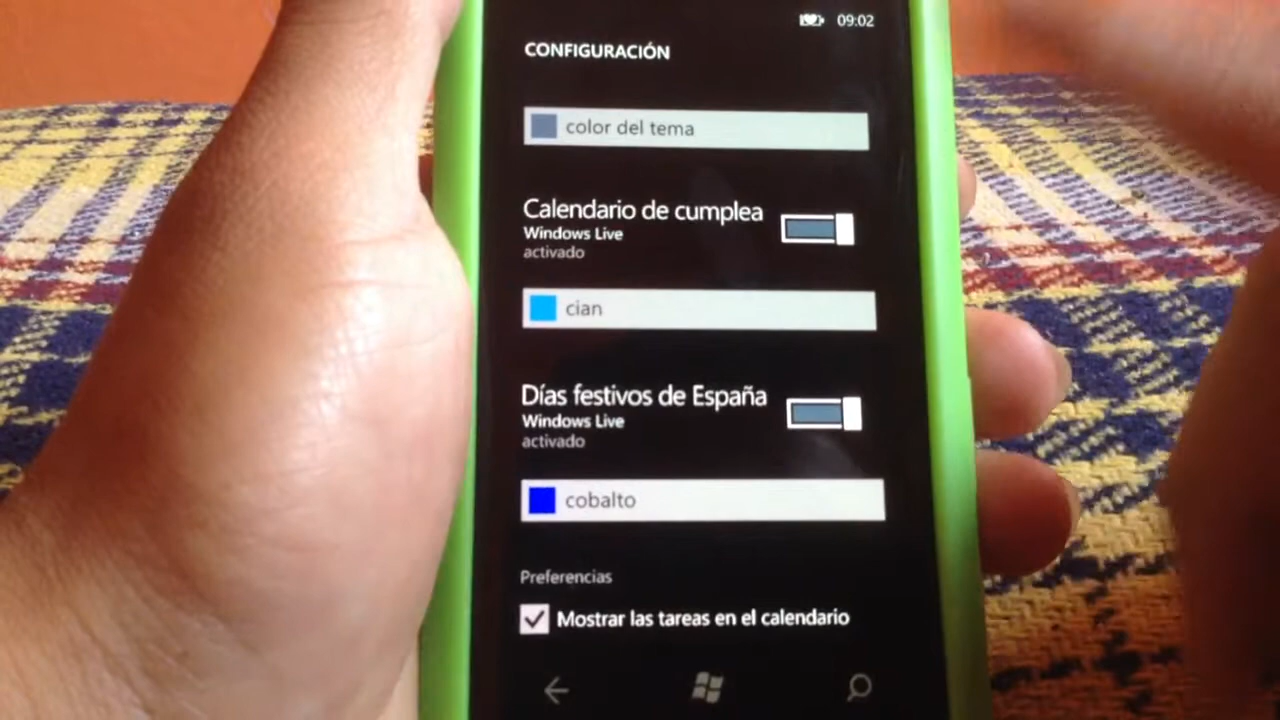 09:02
CONFIGURACIÓN
color del tema
Calendario de cumplea
Windows Live
activado
cian
Días festivos de España
Windows Live
activado
cobalto
Preferencias
Mostrar las tareas en el calendario